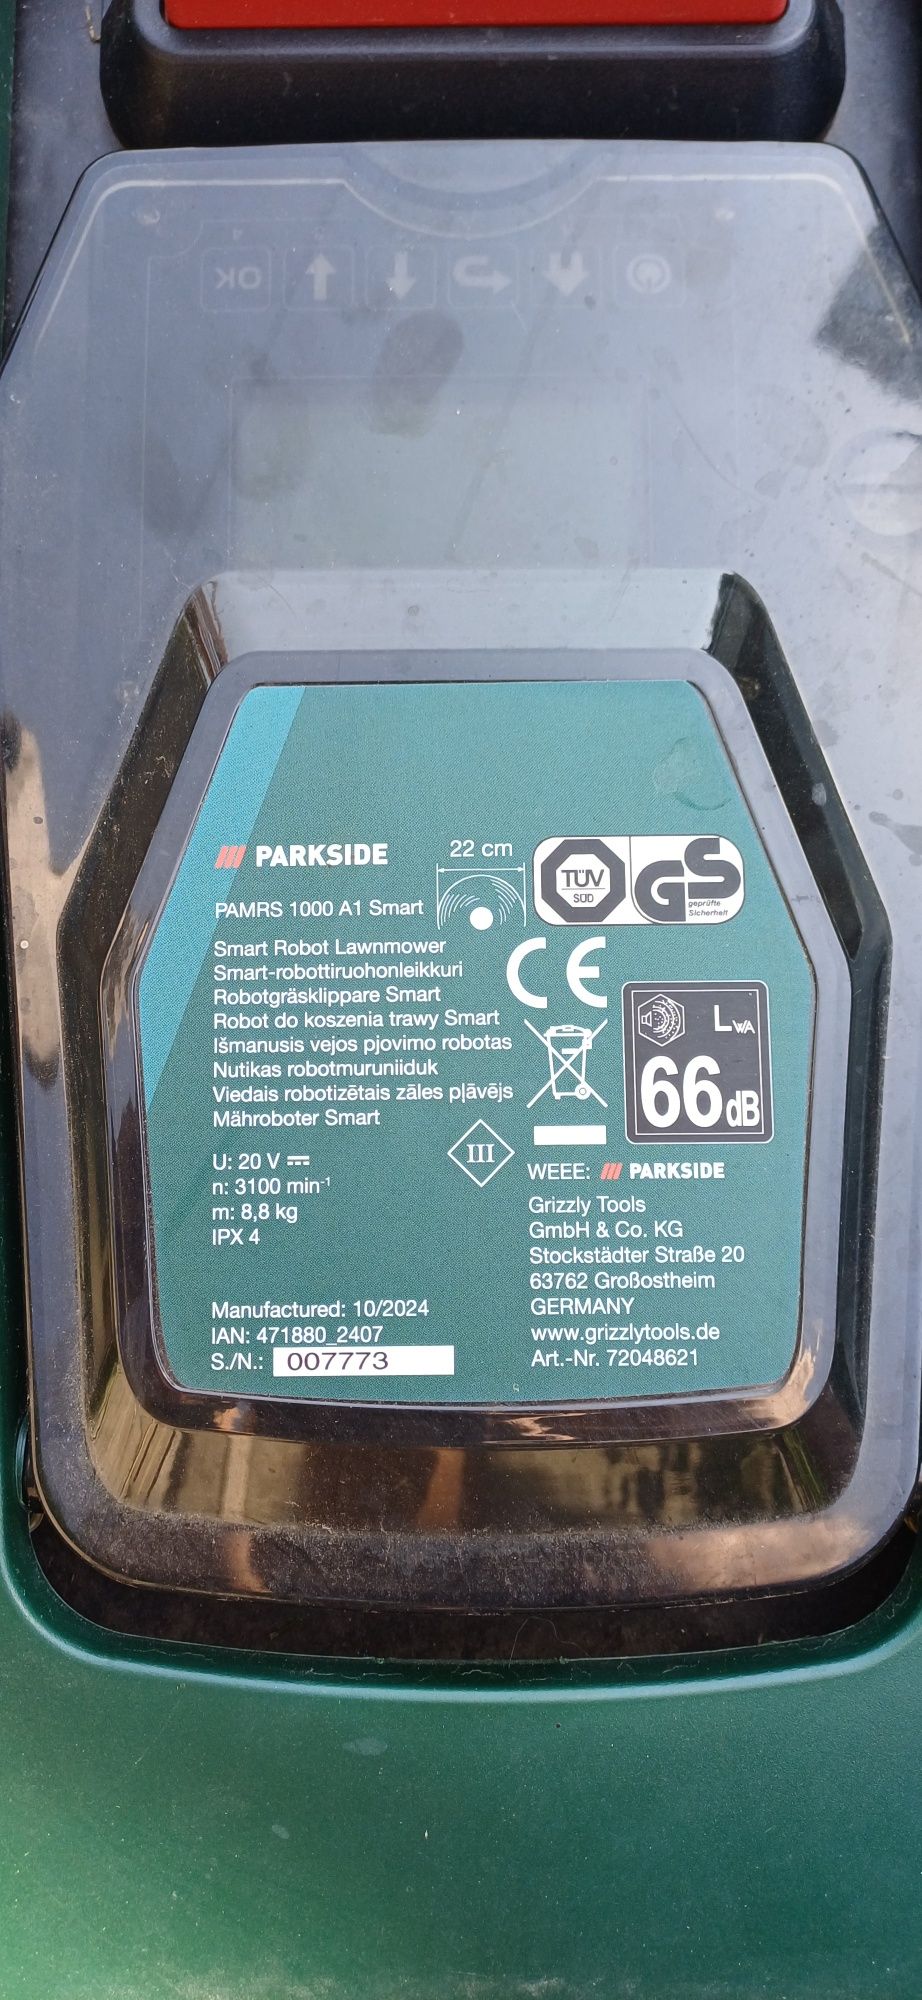 OK
PARKSIDE
22 cm
TÜV
SÜD
GS
geprüfte
Sicherheit
PAMRS 1000 A1 Smart
Smart Robot Lawnmower
Smart-robottiruohonleikkuri
Robotgräsklippare Smart
Robot do koszenia trawy Smart
Išmanusis vejos pjovimo robotas
Nutikas robotmuruniiduk
Viedais robotizētais zāles pļāvējs
Mähroboter Smart
CE
LWA
66 dB
U: 20 V
n: 3100 min-1
m: 8,8 kg
IPX 4
III
WEEE: PARKSIDE
Grizzly Tools
GmbH & Co. KG
Stockstädter Straße 20
63762 Großostheim
GERMANY
www.grizzlytools.de
Art.-Nr. 72048621
Manufactured: 10/2024
IAN: 471880_2407
S./N.: 007773